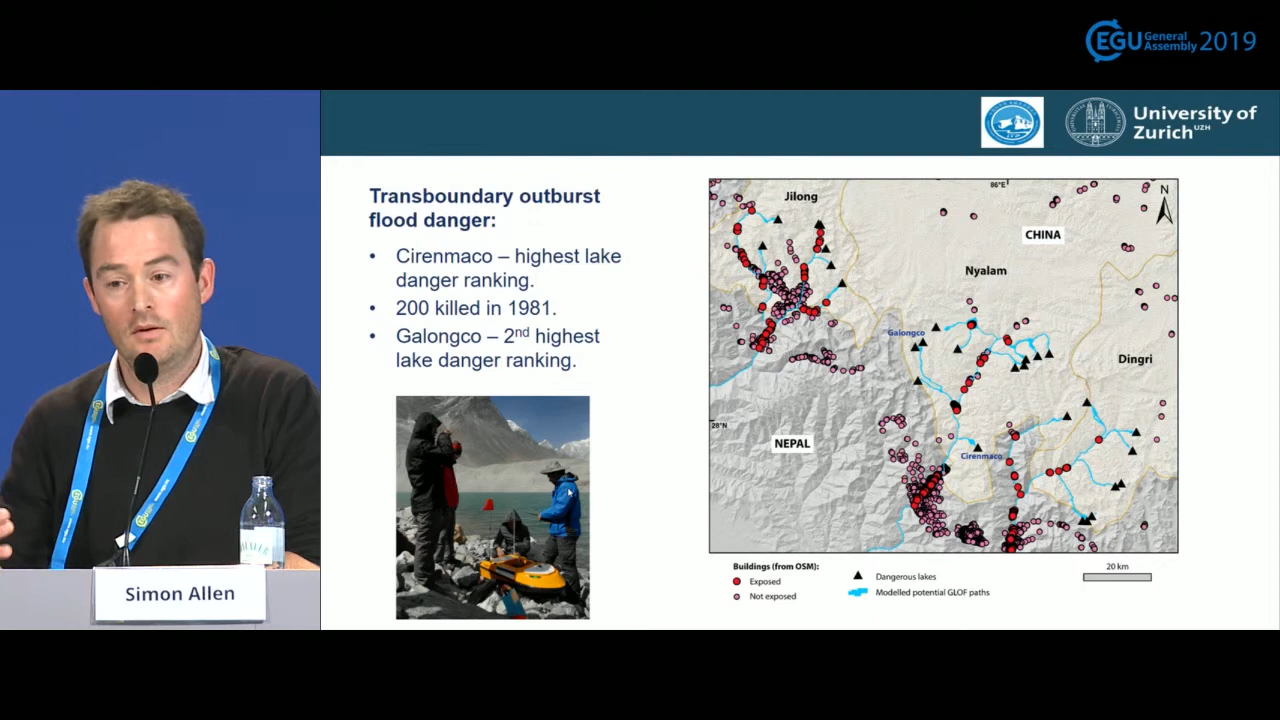 EGU General Assembly 2019
University of
Zurich UZH
Transboundary outburst
flood danger:
• Cirenmaco – highest lake
danger ranking.
• 200 killed in 1981.
• Galongco – 2nd highest
lake danger ranking.
Jilong
86°E
N
CHINA
Nyalam
Galongco
Dingri
28°N
NEPAL
Cirenmaco
Buildings (from OSM):
Exposed
Not exposed
Dangerous lakes
Modelled potential GLOF paths
20 km
Simon Allen